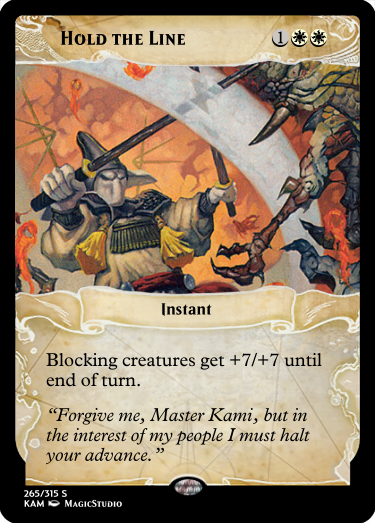 Hold the Line 1
Instant
Blocking creatures get +7/+7 until
end of turn.
“Forgive me, Master Kami, but in
the interest of my people I must halt
your advance.”
265/315 S
KAM MagicStudio